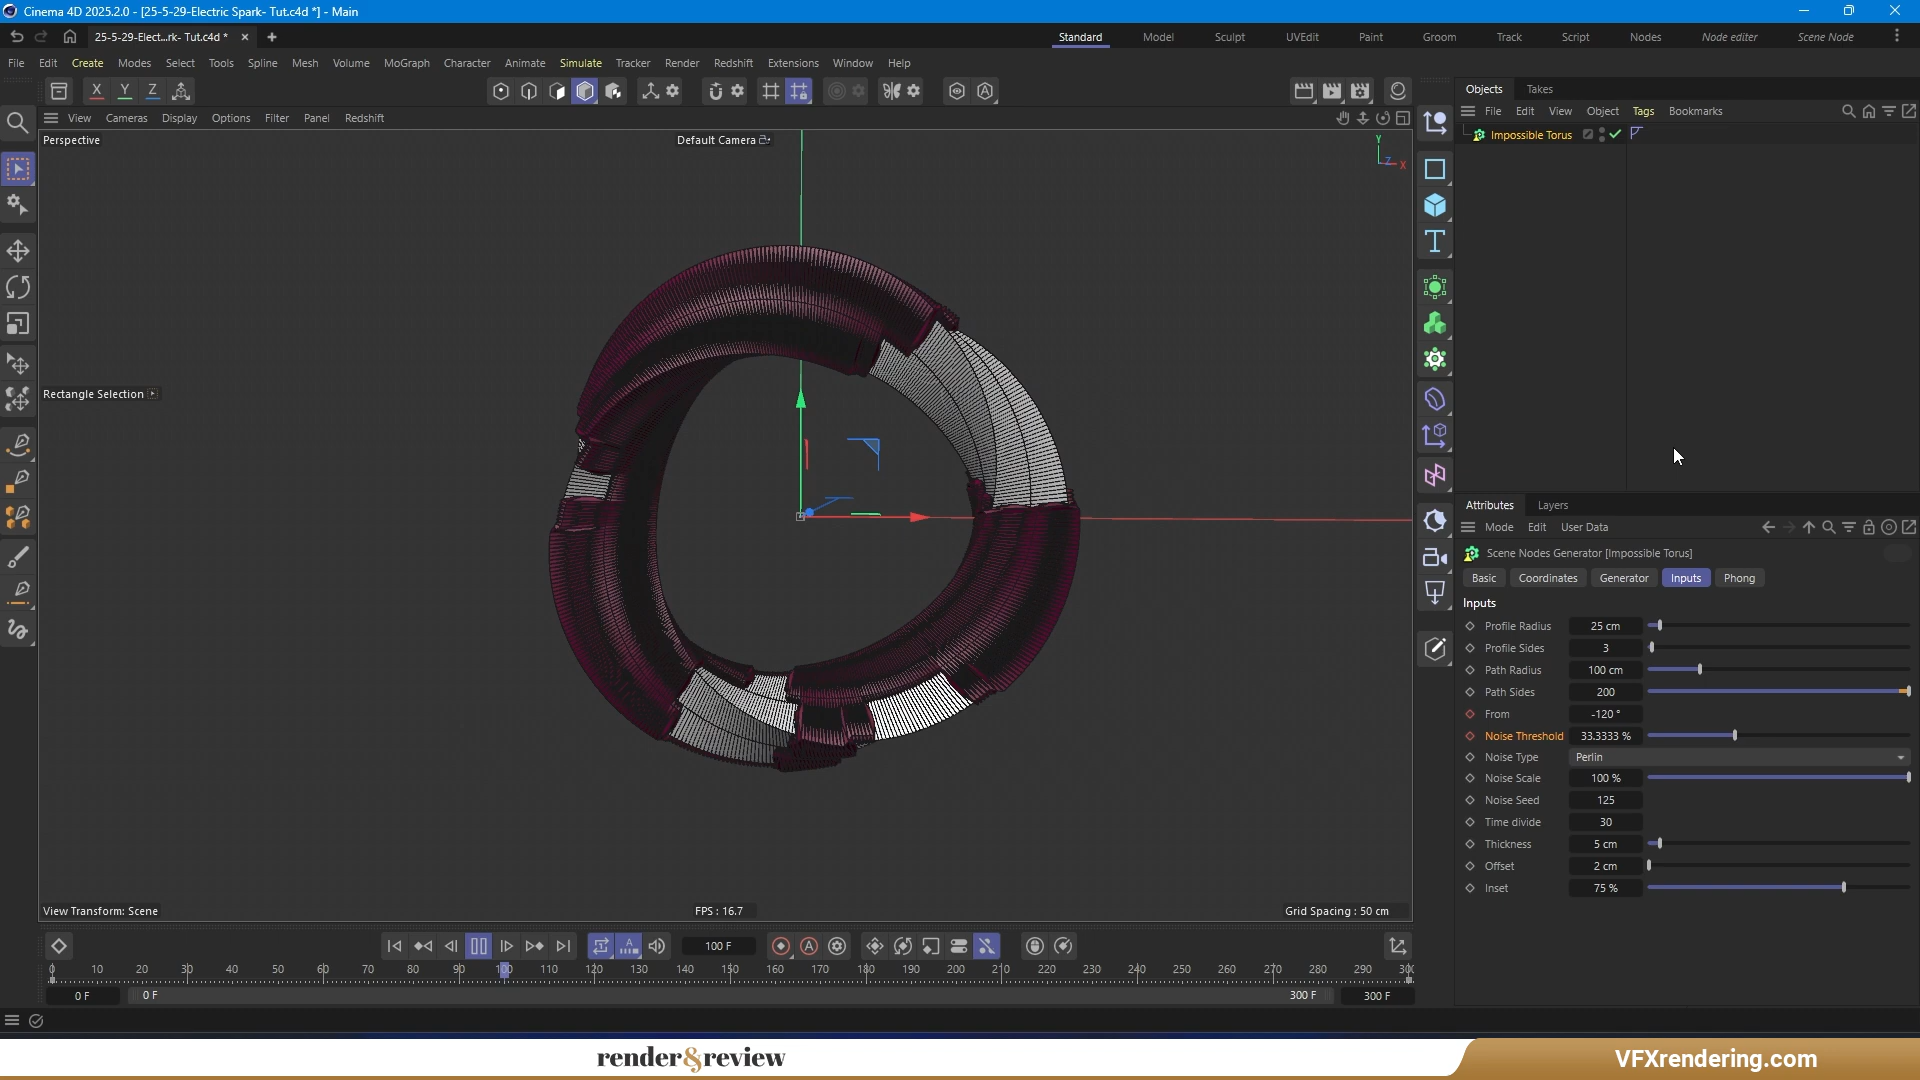 Cinema 4D 2025.2.0 - [25-5-29-Electric Spark- Tut.c4d *] - Main
25-5-29-Elect...rk- Tut.c4d *
Standard Model Sculpt UVEdit Paint Groom Track Script Nodes Node editer Scene Node
File Edit Create Modes Select Tools Spline Mesh Volume MoGraph Character Animate Simulate Tracker Render Redshift Extensions Window Help
X Y Z
Objects Takes
File Edit View Object Tags Bookmarks
View Cameras Display Options Filter Panel Redshift
Impossible Torus
Perspective
Default Camera
Y
Z
X
Rectangle Selection
Attributes Layers
Mode Edit User Data
Scene Nodes Generator [Impossible Torus]
Basic Coordinates Generator Inputs Phong
Inputs
Profile Radius 25 cm
Profile Sides 3
Path Radius 100 cm
Path Sides 200
From -120 °
Noise Threshold 33.3333 %
Noise Type Perlin
Noise Scale 100 %
Noise Seed 125
Time divide 30
Thickness 5 cm
Offset 2 cm
Inset 75 %
View Transform: Scene
FPS : 16.7
Grid Spacing : 50 cm
100 F
0 10 20 30 40 50 60 70 80 90 100 110 120 130 140 150 160 170 180 190 200 210 220 230 240 250 260 270 280 290
0 F 0 F 300 F 300 F
render&review
VFXrendering.com